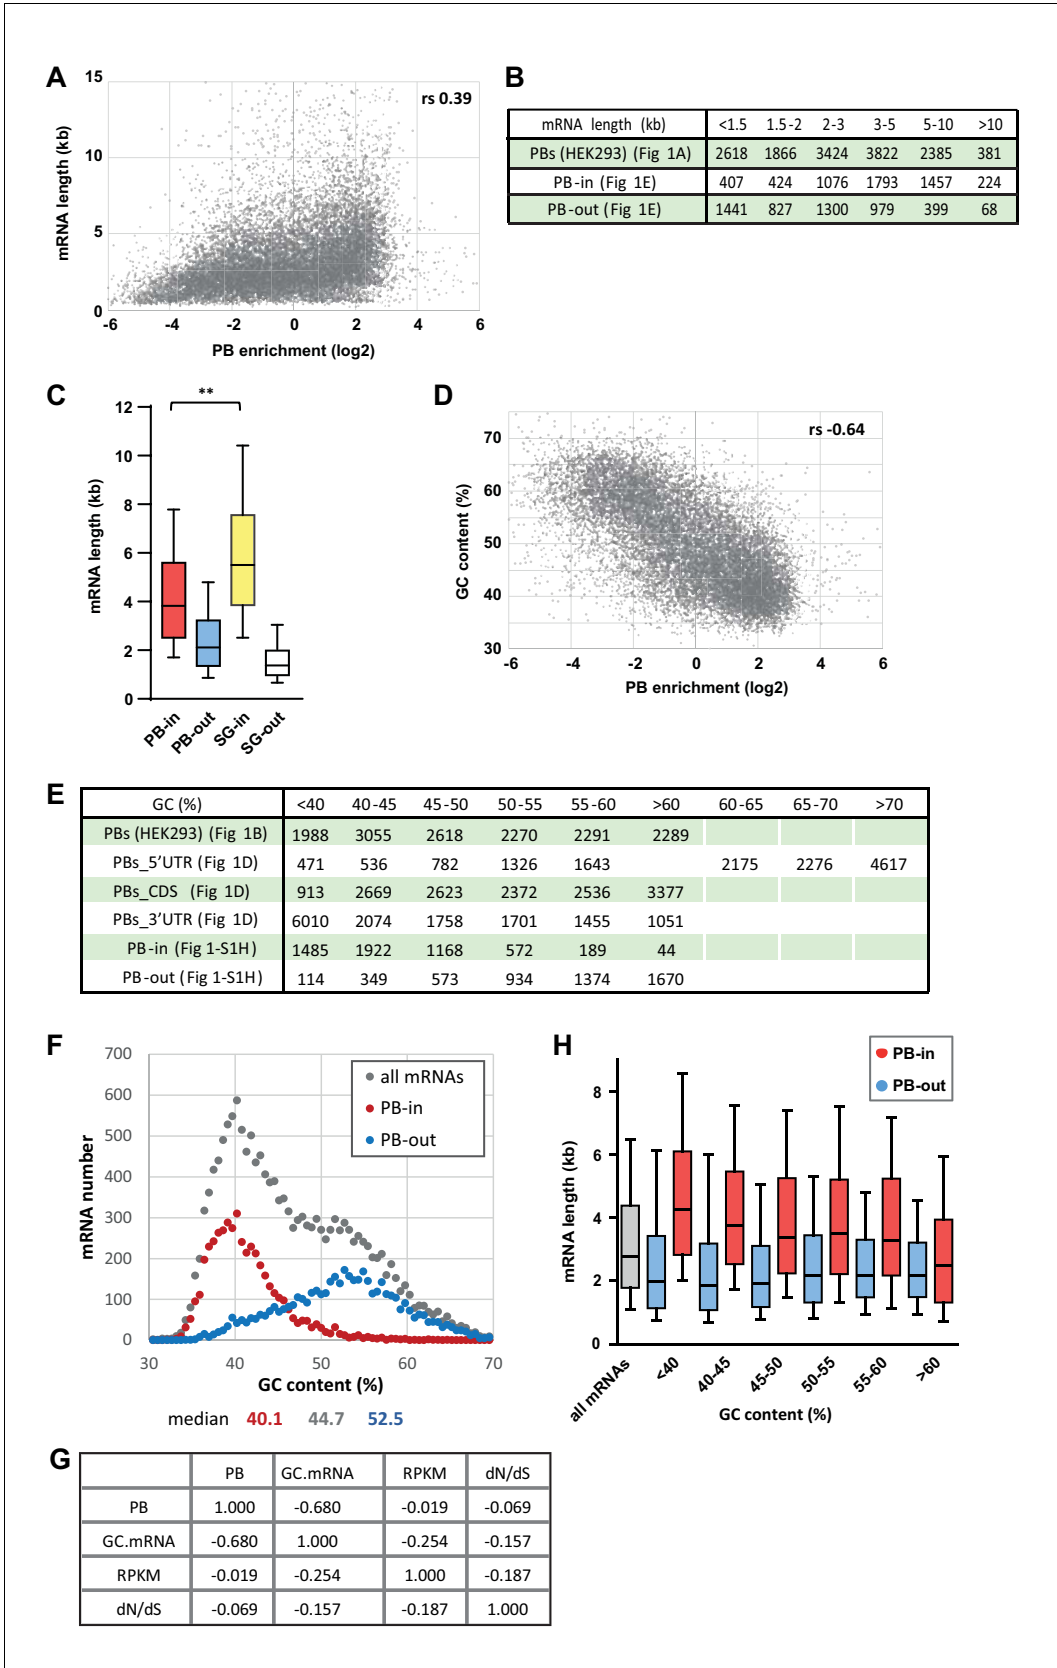 A
15
10
5
0
mRNA length (kb)
rs 0.39
-6 -4 -2 0 2 4 6
PB enrichment (log2)
B
mRNA length (kb) <1.5 1.5-2 2-3 3-5 5-10 >10
PBs (HEK293) (Fig 1A) 2618 1866 3424 3822 2385 381
PB-in (Fig 1E) 407 424 1076 1793 1457 224
PB-out (Fig 1E) 1441 827 1300 979 399 68
C
**
12
10
8
6
4
2
0
mRNA length (kb)
PB-in PB-out SG-in SG-out
D
70
60
50
40
30
GC content (%)
rs -0.64
-6 -4 -2 0 2 4 6
PB enrichment (log2)
E
GC (%) <40 40-45 45-50 50-55 55-60 >60 60-65 65-70 >70
PBs (HEK293) (Fig 1B) 1988 3055 2618 2270 2291 2289
PBs_5'UTR (Fig 1D) 471 536 782 1326 1643 2175 2276 4617
PBs_CDS (Fig 1D) 913 2669 2623 2372 2536 3377
PBs_3'UTR (Fig 1D) 6010 2074 1758 1701 1455 1051
PB-in (Fig 1-S1H) 1485 1922 1168 572 189 44
PB-out (Fig 1-S1H) 114 349 573 934 1374 1670
F
700
600
500
400
300
200
100
0
mRNA number
all mRNAs
PB-in
PB-out
30 40 50 60 70
GC content (%)
median 40.1 44.7 52.5
H
PB-in
PB-out
8
6
4
2
0
mRNA length (kb)
all mRNAs <40 40-45 45-50 50-55 55-60 >60
GC content (%)
G
PB GC.mRNA RPKM dN/dS
PB 1.000 -0.680 -0.019 -0.069
GC.mRNA -0.680 1.000 -0.254 -0.157
RPKM -0.019 -0.254 1.000 -0.187
dN/dS -0.069 -0.157 -0.187 1.000